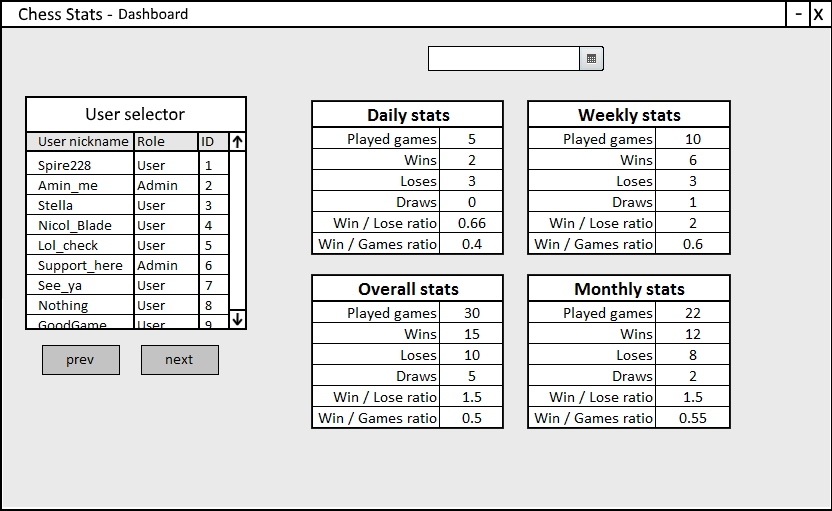 Chess Stats - Dashboard - X
User selector
User nickname Role ID
Spire228 User 1
Amin_me Admin 2
Stella User 3
Nicol_Blade User 4
Lol_check User 5
Support_here Admin 6
See_ya User 7
Nothing User 8
GoodGame User 9
prev next
Daily stats
Played games 5
Wins 2
Loses 3
Draws 0
Win / Lose ratio 0.66
Win / Games ratio 0.4
Weekly stats
Played games 10
Wins 6
Loses 3
Draws 1
Win / Lose ratio 2
Win / Games ratio 0.6
Overall stats
Played games 30
Wins 15
Loses 10
Draws 5
Win / Lose ratio 1.5
Win / Games ratio 0.5
Monthly stats
Played games 22
Wins 12
Loses 8
Draws 2
Win / Lose ratio 1.5
Win / Games ratio 0.55